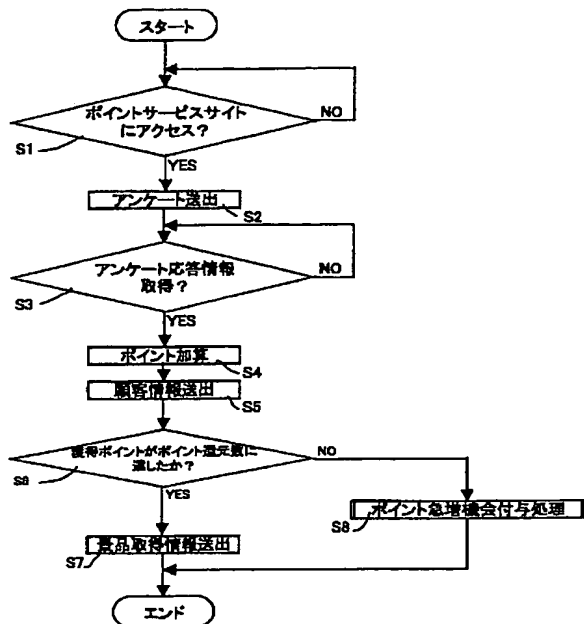 スタート
ポイントサービスサイト
にアクセス?
NO
S1
YES
アンケート送出
S2
アンケート応答情報
取得?
NO
S3
YES
ポイント加算
S4
顧客情報送出
S5
獲得ポイントがポイント還元数に
達したか?
NO
S6
YES
ポイント急増機会付与処理
S8
景品取得情報送出
S7
エンド